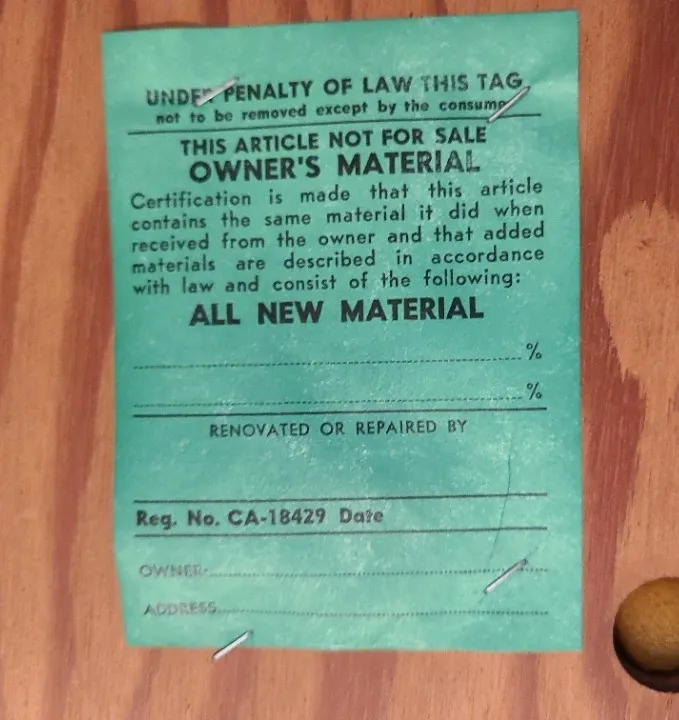 UNDER PENALTY OF LAW THIS TAG
not to be removed except by the consumer
THIS ARTICLE NOT FOR SALE
OWNER'S MATERIAL
Certification is made that this article
contains the same material it did when
received from the owner and that added
materials are described in accordance
with law and consist of the following:
ALL NEW MATERIAL
%
%
RENOVATED OR REPAIRED BY
Reg. No. CA-18429 Date
OWNER
ADDRESS